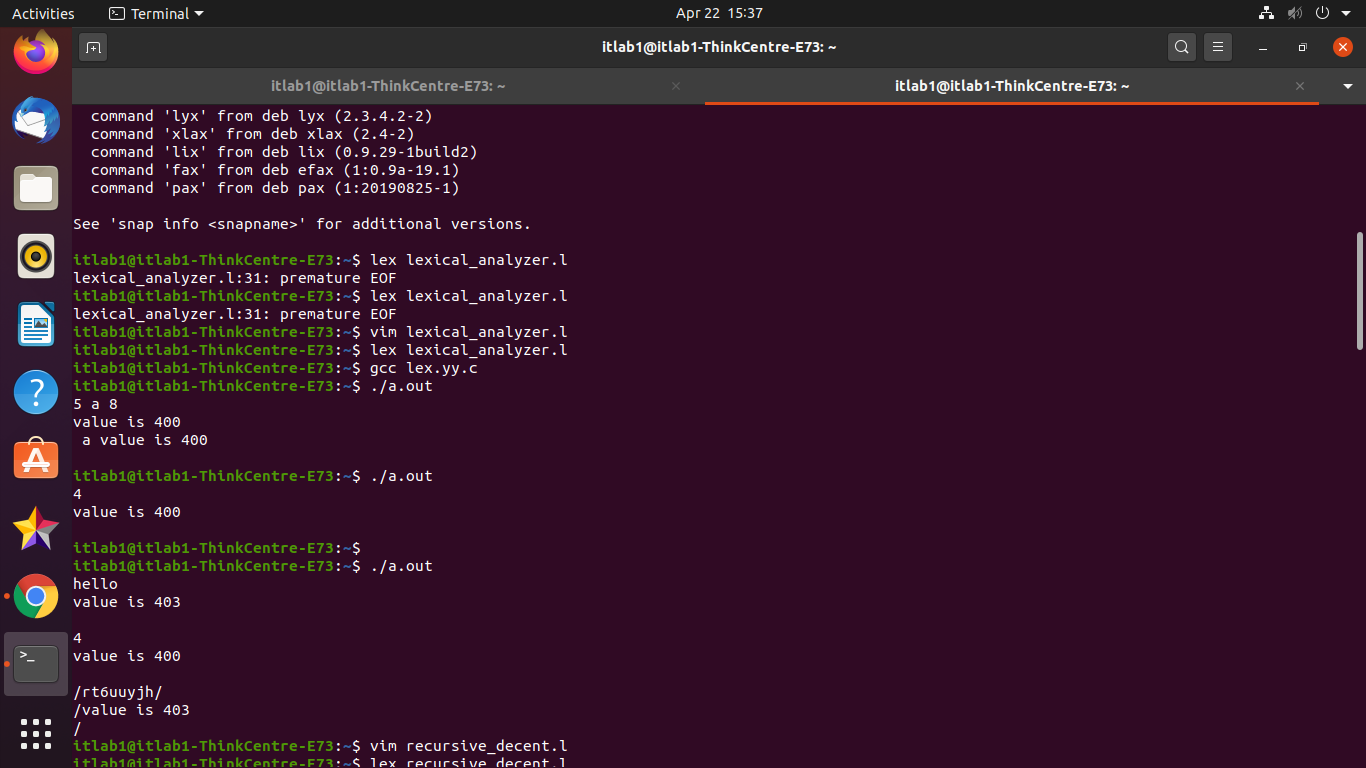 Activities Terminal Apr 22 15:37
itlab1@itlab1-ThinkCentre-E73: ~
itlab1@itlab1-ThinkCentre-E73: ~ itlab1@itlab1-ThinkCentre-E73: ~
command 'lyx' from deb lyx (2.3.4.2-2)
command 'xlax' from deb xlax (2.4-2)
command 'lix' from deb lix (0.9.29-1build2)
command 'fax' from deb efax (1:0.9a-19.1)
command 'pax' from deb pax (1:20190825-1)
See 'snap info <snapname>' for additional versions.
itlab1@itlab1-ThinkCentre-E73:~$ lex lexical_analyzer.l
lexical_analyzer.l:31: premature EOF
itlab1@itlab1-ThinkCentre-E73:~$ lex lexical_analyzer.l
lexical_analyzer.l:31: premature EOF
itlab1@itlab1-ThinkCentre-E73:~$ vim lexical_analyzer.l
itlab1@itlab1-ThinkCentre-E73:~$ lex lexical_analyzer.l
itlab1@itlab1-ThinkCentre-E73:~$ gcc lex.yy.c
itlab1@itlab1-ThinkCentre-E73:~$ ./a.out
5 a 8
value is 400
a value is 400
itlab1@itlab1-ThinkCentre-E73:~$ ./a.out
4
value is 400
itlab1@itlab1-ThinkCentre-E73:~$
itlab1@itlab1-ThinkCentre-E73:~$ ./a.out
hello
value is 403
4
value is 400
/rt6uuyjh/
/value is 403
/
itlab1@itlab1-ThinkCentre-E73:~$ vim recursive_decent.l
itlab1@itlab1-ThinkCentre-E73:~$ lex recursive_decent.l